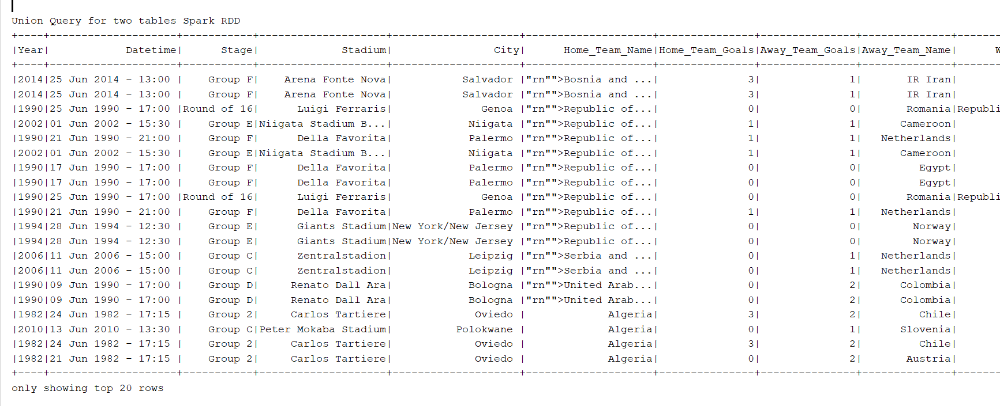 Union Query for two tables Spark RDD
+----+--------------------+-----------+--------------------+--------------------+--------------------+---------------+---------------+--------------+-------
|Year|            Datetime|      Stage|             Stadium|                City|      Home_Team_Name|Home_Team_Goals|Away_Team_Goals|Away_Team_Name|      W
+----+--------------------+-----------+--------------------+--------------------+--------------------+---------------+---------------+--------------+-------
|2014|25 Jun 2014 - 13:00 |    Group F|    Arena Fonte Nova|           Salvador |"rn"">Bosnia and ...|              3|              1|       IR Iran|
|2014|25 Jun 2014 - 13:00 |    Group F|    Arena Fonte Nova|           Salvador |"rn"">Bosnia and ...|              3|              1|       IR Iran|
|1990|25 Jun 1990 - 17:00 |Round of 16|      Luigi Ferraris|              Genoa |"rn"">Republic of...|              0|              0|       Romania|Republi
|2002|01 Jun 2002 - 15:30 |    Group E|Niigata Stadium B...|            Niigata |"rn"">Republic of...|              1|              1|      Cameroon|
|1990|21 Jun 1990 - 21:00 |    Group F|      Della Favorita|            Palermo |"rn"">Republic of...|              1|              1|   Netherlands|
|2002|01 Jun 2002 - 15:30 |    Group E|Niigata Stadium B...|            Niigata |"rn"">Republic of...|              1|              1|      Cameroon|
|1990|17 Jun 1990 - 17:00 |    Group F|      Della Favorita|            Palermo |"rn"">Republic of...|              0|              0|         Egypt|
|1990|17 Jun 1990 - 17:00 |    Group F|      Della Favorita|            Palermo |"rn"">Republic of...|              0|              0|         Egypt|
|1990|25 Jun 1990 - 17:00 |Round of 16|      Luigi Ferraris|              Genoa |"rn"">Republic of...|              0|              0|       Romania|Republi
|1990|21 Jun 1990 - 21:00 |    Group F|      Della Favorita|            Palermo |"rn"">Republic of...|              1|              1|   Netherlands|
|1994|28 Jun 1994 - 12:30 |    Group E|      Giants Stadium|New York/New Jersey |"rn"">Republic of...|              0|              0|        Norway|
|1994|28 Jun 1994 - 12:30 |    Group E|      Giants Stadium|New York/New Jersey |"rn"">Republic of...|              0|              0|        Norway|
|2006|11 Jun 2006 - 15:00 |    Group C|      Zentralstadion|            Leipzig |"rn"">Serbia and ...|              0|              1|   Netherlands|
|2006|11 Jun 2006 - 15:00 |    Group C|      Zentralstadion|            Leipzig |"rn"">Serbia and ...|              0|              1|   Netherlands|
|1990|09 Jun 1990 - 17:00 |    Group D|     Renato Dall Ara|            Bologna |"rn"">United Arab...|              0|              2|      Colombia|
|1990|09 Jun 1990 - 17:00 |    Group D|     Renato Dall Ara|            Bologna |"rn"">United Arab...|              0|              2|      Colombia|
|1982|24 Jun 1982 - 17:15 |    Group 2|     Carlos Tartiere|             Oviedo |             Algeria|              3|              2|         Chile|
|2010|13 Jun 2010 - 13:30 |    Group C|Peter Mokaba Stadium|          Polokwane |             Algeria|              0|              1|      Slovenia|
|1982|24 Jun 1982 - 17:15 |    Group 2|     Carlos Tartiere|             Oviedo |             Algeria|              3|              2|         Chile|
|1982|21 Jun 1982 - 17:15 |    Group 2|     Carlos Tartiere|             Oviedo |             Algeria|              0|              2|       Austria|
+----+--------------------+-----------+--------------------+--------------------+--------------------+---------------+---------------+--------------+-------
only showing top 20 rows